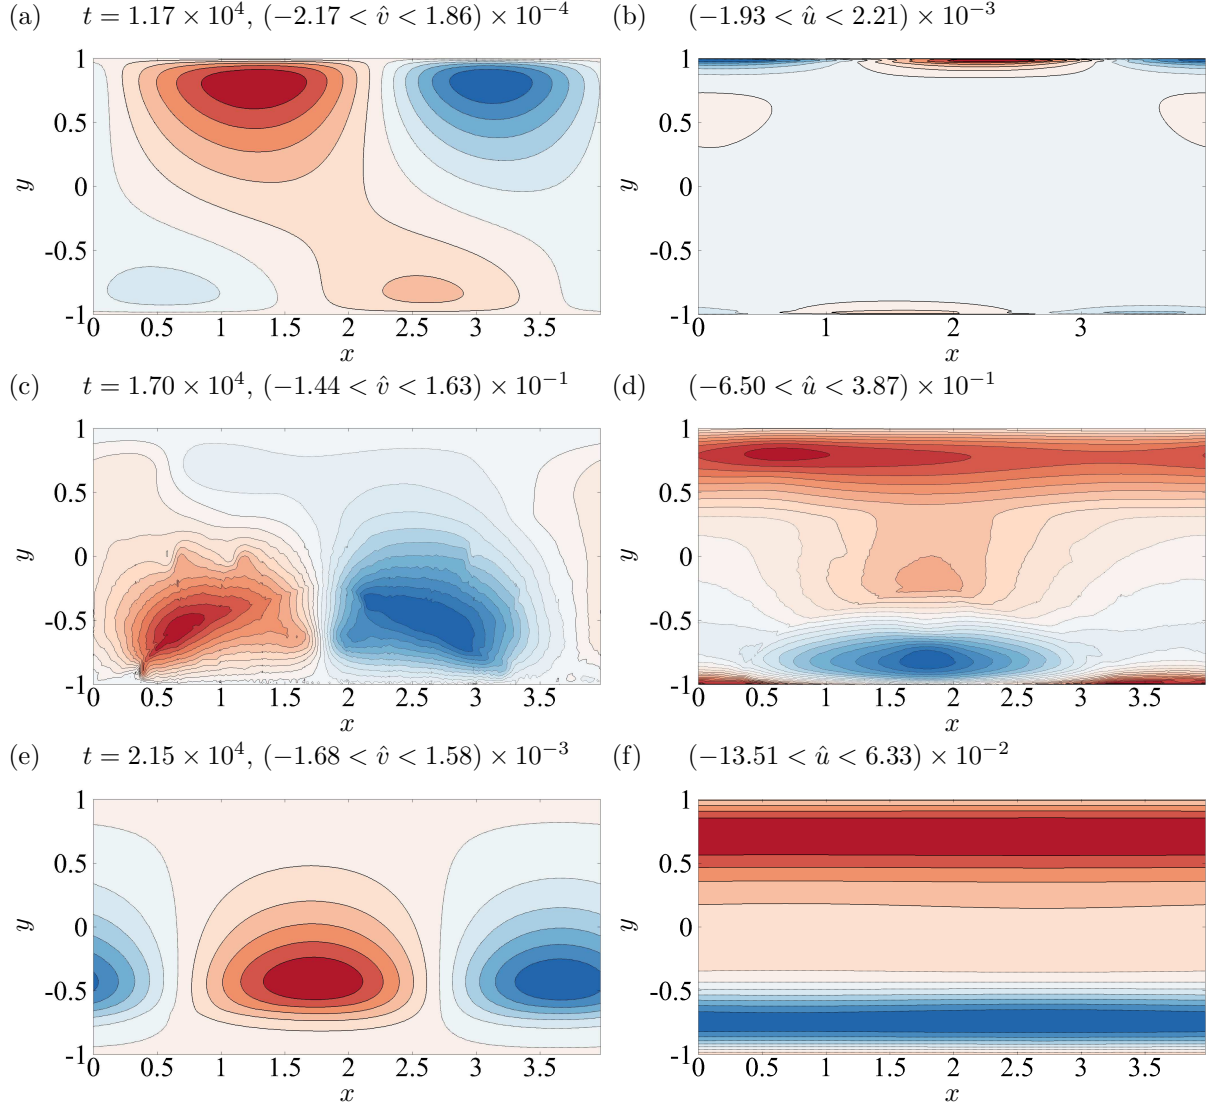 (a) t = 1.17 × 10⁴, (−2.17 < v̂ < 1.86) × 10⁻⁴
(b) (−1.93 < û < 2.21) × 10⁻³
1
0.5
0
-0.5
-1
y
0 0.5 1 1.5 2 2.5 3 3.5
x
1
0.5
0
-0.5
-1
y
0 1 2 3
x
(c) t = 1.70 × 10⁴, (−1.44 < v̂ < 1.63) × 10⁻¹
(d) (−6.50 < û < 3.87) × 10⁻¹
1
0.5
0
-0.5
-1
y
0 0.5 1 1.5 2 2.5 3 3.5
x
1
0.5
0
-0.5
-1
y
0 0.5 1 1.5 2 2.5 3 3.5
x
(e) t = 2.15 × 10⁴, (−1.68 < v̂ < 1.58) × 10⁻³
(f) (−13.51 < û < 6.33) × 10⁻²
1
0.5
0
-0.5
-1
y
0 0.5 1 1.5 2 2.5 3 3.5
x
1
0.5
0
-0.5
-1
y
0 0.5 1 1.5 2 2.5 3 3.5
x